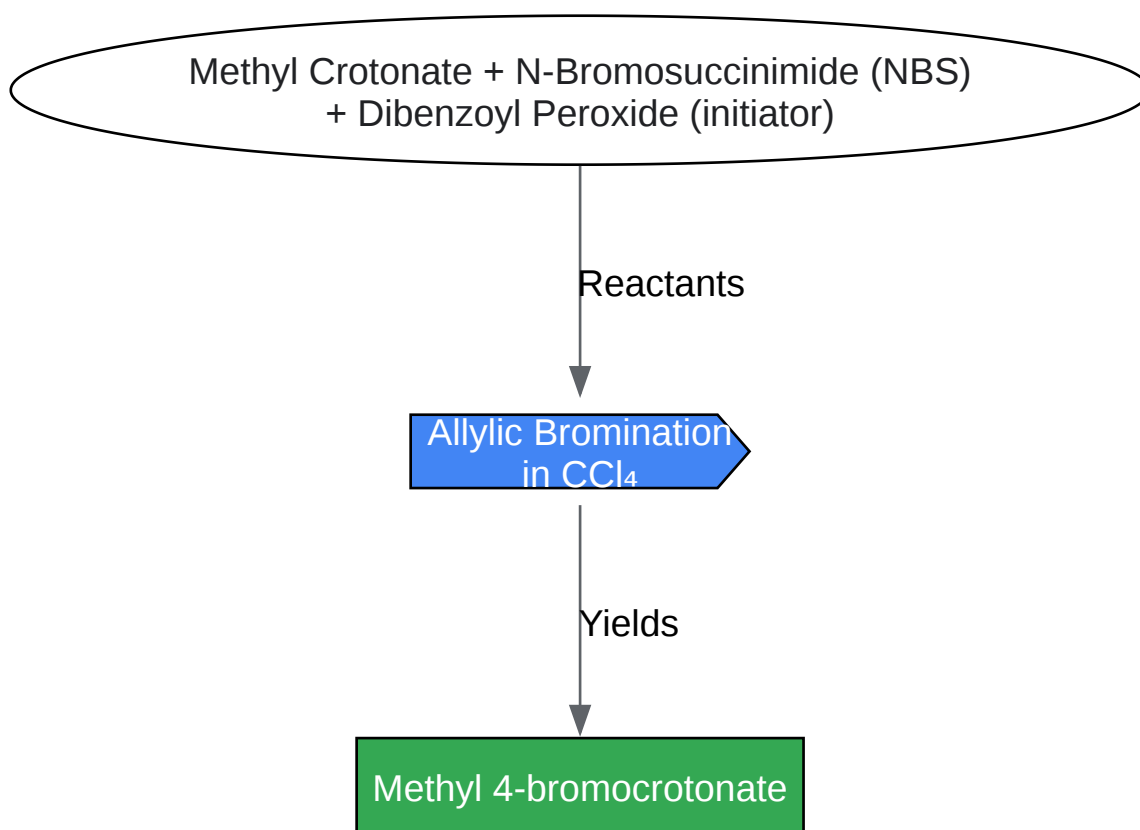 Methyl Crotonate + N-Bromosuccinimide (NBS)
+ Dibenzoyl Peroxide (initiator)
Reactants
Allylic Bromination
in CCl₄
Yields
Methyl 4-bromocrotonate